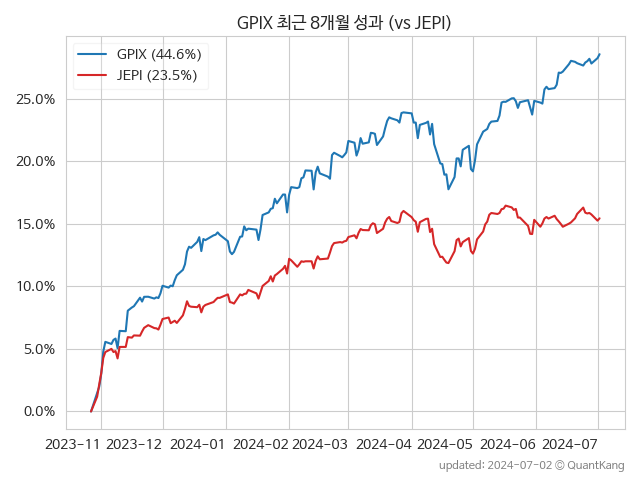 GPIX 최근 8개월 성과 (vs JEPI)
GPIX (44.6%)
JEPI (23.5%)
25.0%
20.0%
15.0%
10.0%
5.0%
0.0%
2023-11 2023-12 2024-01 2024-02 2024-03 2024-04 2024-05 2024-06 2024-07
updated: 2024-07-02 © QuantKang